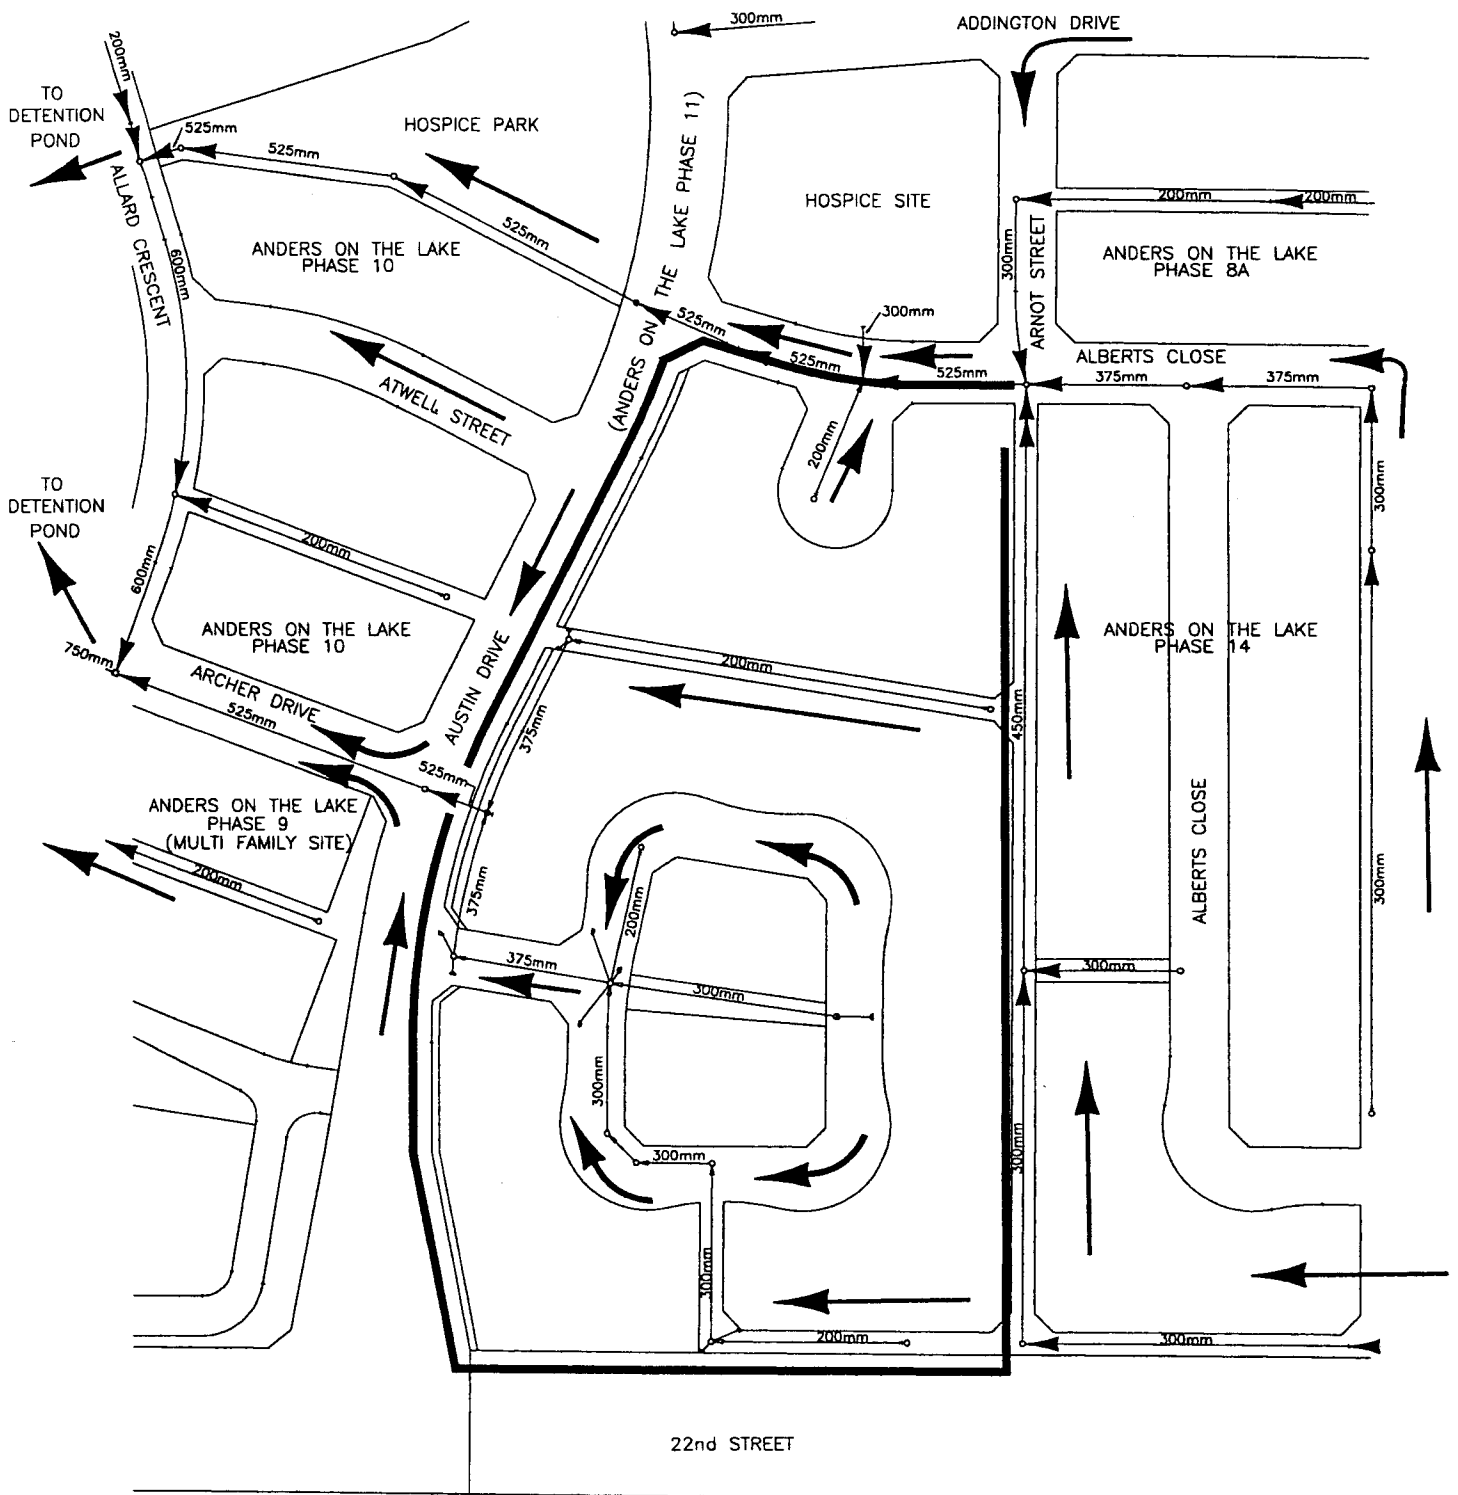 300mm
ADDINGTON DRIVE
200mm
TO
DETENTION
POND
525mm
525mm
HOSPICE PARK
(ANDERS ON THE LAKE PHASE 11)
HOSPICE SITE
200mm
200mm
ALLARD CRESCENT
ANDERS ON THE LAKE
PHASE 10
525mm
600mm
300mm
ARNOT STREET
ANDERS ON THE LAKE
PHASE 8A
525mm
300mm
525mm
525mm
ALBERTS CLOSE
375mm
375mm
ATWELL STREET
200mm
300mm
TO
DETENTION
POND
200mm
600mm
ANDERS ON THE LAKE
PHASE 10
750mm
ARCHER DRIVE
525mm
AUSTIN DRIVE
200mm
375mm
450mm
ANDERS ON THE LAKE
PHASE 14
525mm
ANDERS ON THE LAKE
PHASE 9
(MULTI FAMILY SITE)
200mm
375mm
200mm
ALBERTS CLOSE
300mm
375mm
300mm
300mm
300mm
300mm
300mm
300mm
200mm
300mm
22nd STREET